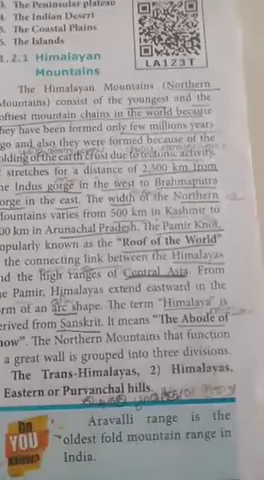 3. The Peninsular plateau
4. The Indian Desert
5. The Coastal Plains
6. The Islands
LA123T
1.2.1 Himalayan
Mountains
The Himalayan Mountains (Northern
Mountains) consist of the youngest and the
loftiest mountain chains in the world because
they have been formed only few millions years
ago and also they were formed because of the
folding of the earth crust due to tectonic activity.
stretches for a distance of 2,500 km from
the Indus gorge in the west to Brahmaputra
gorge in the east. The width of the Northern
Mountains varies from 500 km in Kashmir to
00 km in Arunachal Pradesh. The Pamir Knot,
popularly known as the "Roof of the World"
the connecting link between the Himalayas
and the high ranges of Central Asia. From
the Pamir, Himalayas extend eastward in the
form of an arc shape. The term "Himalaya" is
derived from Sanskrit. It means "The Abode of
now". The Northern Mountains that function
a great wall is grouped into three divisions.
The Trans-Himalayas, 2) Himalayas,
Eastern or Purvanchal hills.
Do YOU Know?
Aravalli range is the
oldest fold mountain range in
India.